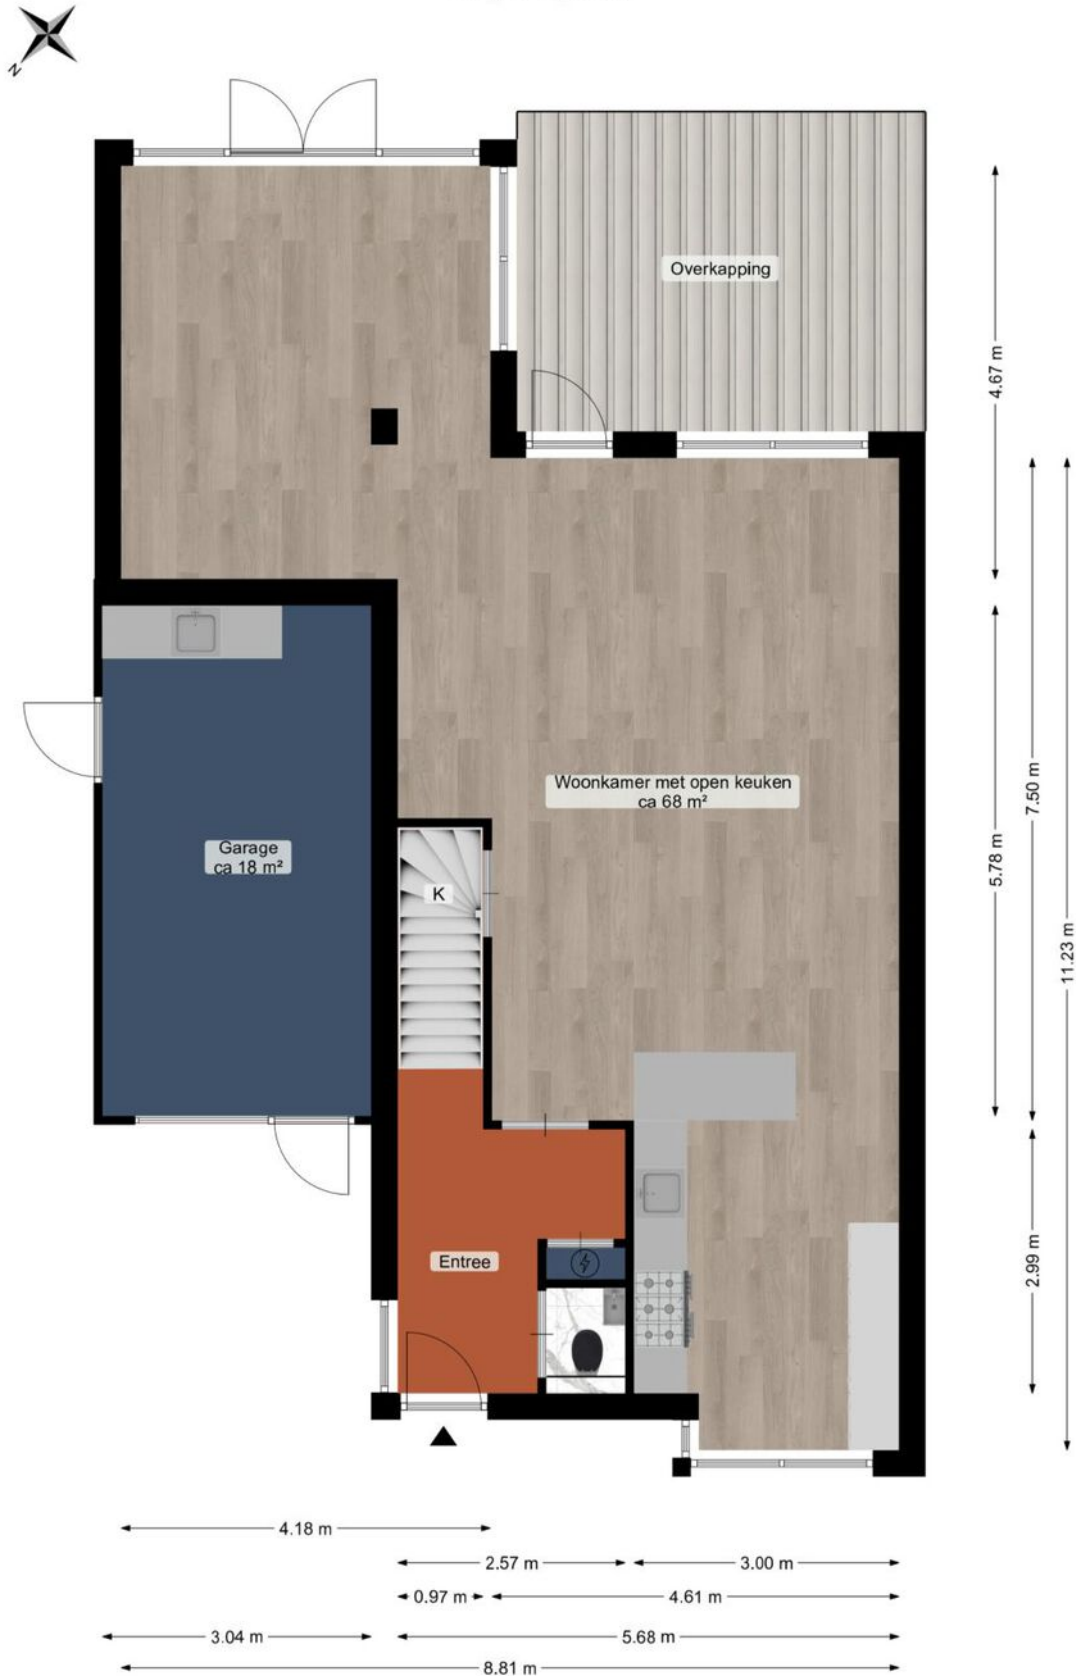 N
Overkapping
4.67 m
Woonkamer met open keuken
ca 68 m²
7.50 m
Garage
ca 18 m²
5.78 m
K
11.23 m
Entree
2.99 m
4.18 m
2.57 m
3.00 m
0.97 m
4.61 m
3.04 m
5.68 m
8.81 m